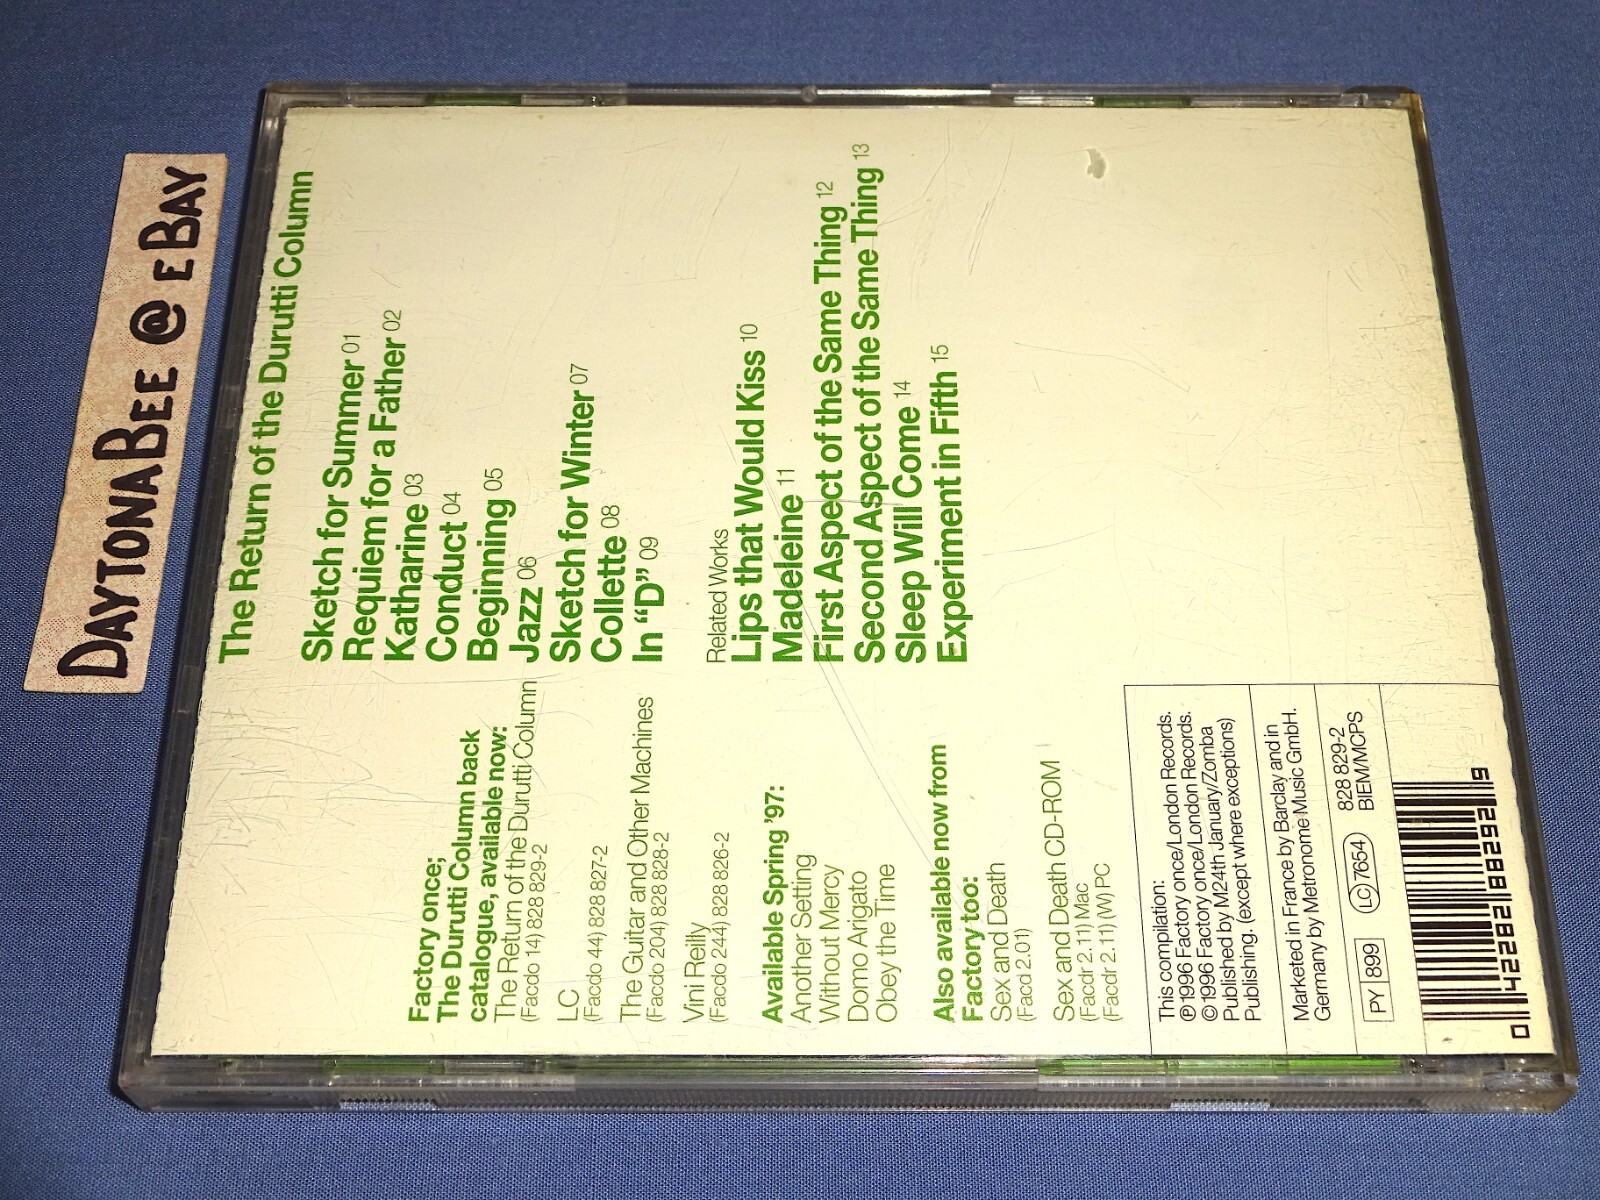 DAYTONABEE @ EBAY
The Return of the Durutti Column
Sketch for Summer 01
Requiem for a Father 02
Katharine 03
Conduct 04
Beginning 05
Jazz 06
Sketch for Winter 07
Collette 08
In “D” 09
Related Works
Lips that Would Kiss 10
Madeleine 11
First Aspect of the Same Thing 12
Second Aspect of the Same Thing 13
Sleep Will Come 14
Experiment in Fifth 15
Factory once;
The Durutti Column back
catalogue, available now:
The Return of the Durutti Column
(Facdo 14) 828 829-2
LC
(Facdo 44) 828 827-2
The Guitar and Other Machines
(Facdo 204) 828 828-2
Vini Reilly
(Facdo 244) 828 826-2
Available Spring '97:
Another Setting
Without Mercy
Domo Arigato
Obey the Time
Also available now from
Factory too:
Sex and Death
(Facd 2.01)
Sex and Death CD-ROM
(Facdr 2.11) Mac
(Facdr 2.11) (W) PC
This compilation:
℗ 1996 Factory once/London Records.
© 1996 Factory once/London Records.
Published by M24th January/Zomba
Publishing. (except where exceptions)
Marketed in France by Barclay and in
Germany by Metronome Music GmbH.
PY 899
LC 7654
828 829-2
BIEM/MCPS
0 42282 88292 9